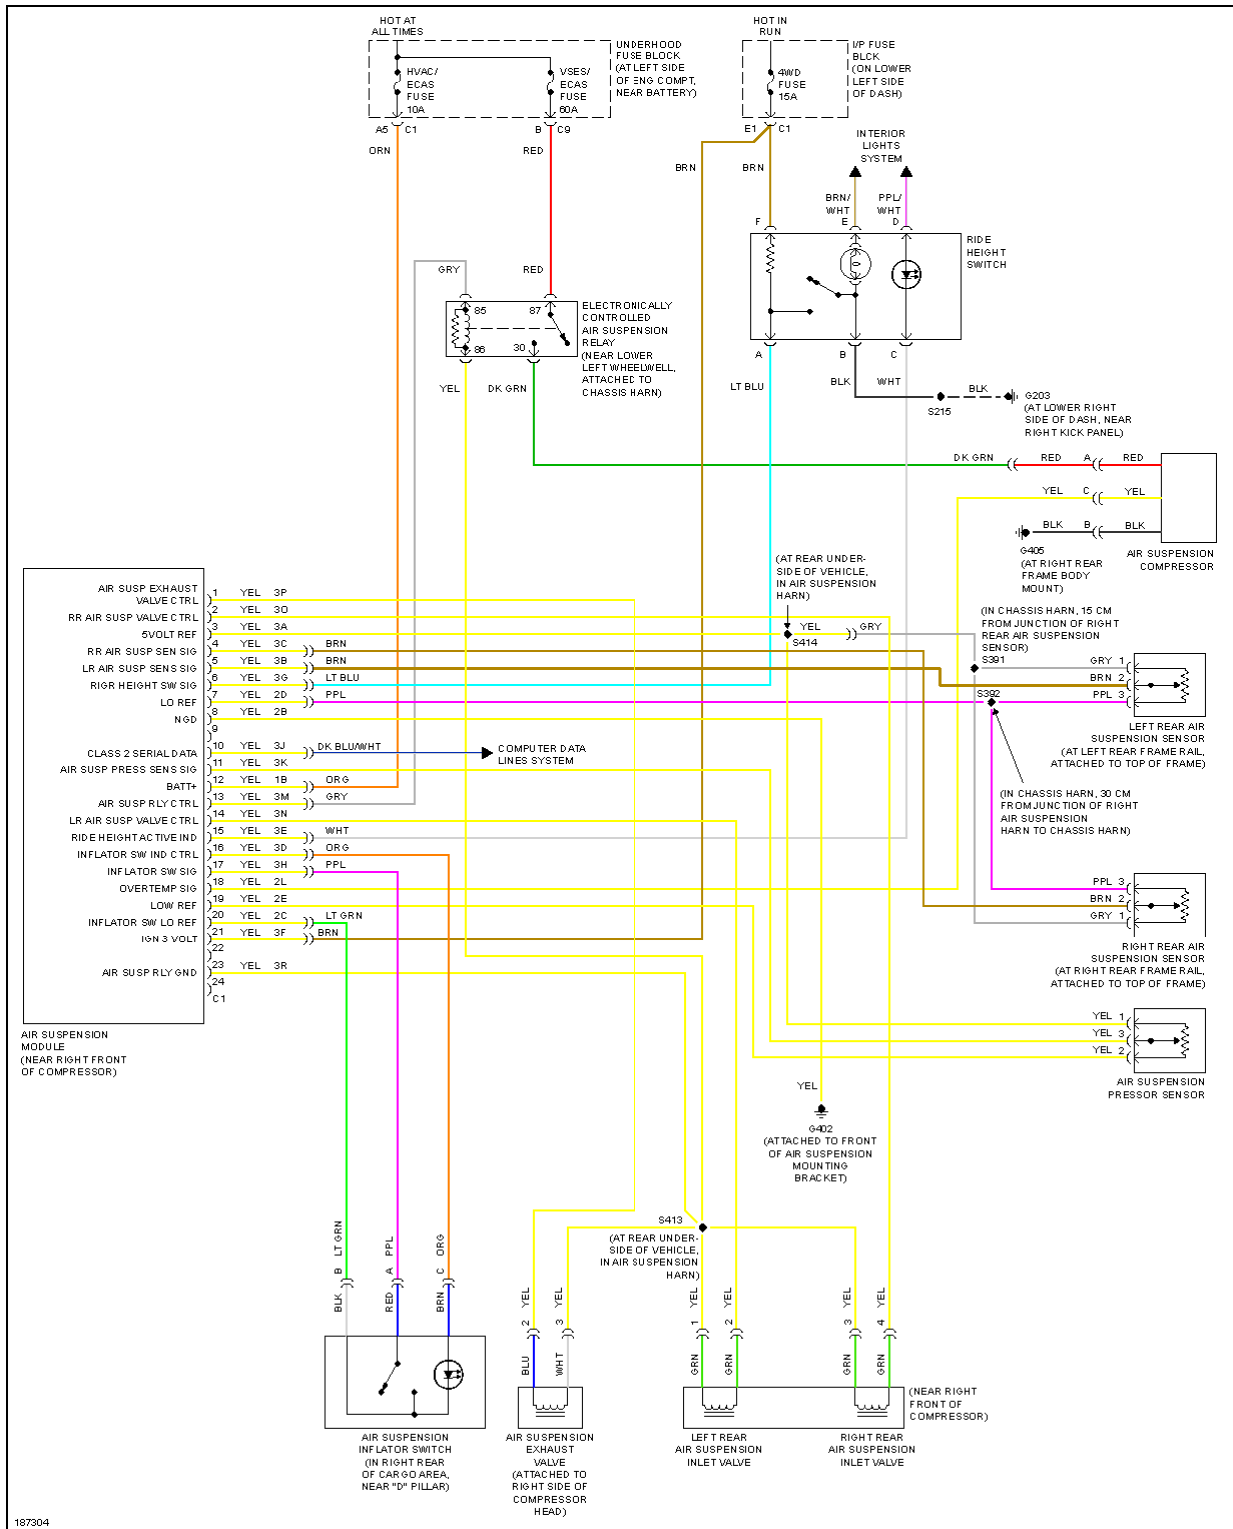 HOT AT
ALL TIMES
HOT IN
RUN
HVAC/
ECAS
FUSE
10A
VSES/
ECAS
FUSE
60A
UNDERHOOD
FUSE BLOCK
(AT LEFT SIDE
OF ENG COMPT,
NEAR BATTERY)
4WD
FUSE
15A
I/P FUSE
BLCK
(ON LOWER
LEFT SIDE
OF DASH)
A5 C1
B C9
E1 C1
ORN
RED
BRN
BRN
INTERIOR
LIGHTS
SYSTEM
BRN/
WHT
PPL/
WHT
F
E
D
RIDE
HEIGHT
SWITCH
GRY
RED
85
87
86
30
ELECTRONICALLY
CONTROLLED
AIR SUSPENSION
RELAY
(NEAR LOWER
LEFT WHEELWELL,
ATTACHED TO
CHASSIS HARN)
A
B
C
YEL
DK GRN
LT BLU
BLK
WHT
BLK
S215
G203
(AT LOWER RIGHT
SIDE OF DASH, NEAR
RIGHT KICK PANEL)
DK GRN
RED A RED
YEL C YEL
BLK B BLK
G405
(AT RIGHT REAR
FRAME BODY
MOUNT)
AIR SUSPENSION
COMPRESSOR
(AT REAR UNDER-
SIDE OF VEHICLE,
IN AIR SUSPENSION
HARN)
YEL
GRY
S414
(IN CHASSIS HARN, 15 CM
FROM JUNCTION OF RIGHT
REAR AIR SUSPENSION
SENSOR)
S391
AIR SUSP EXHAUST
VALVE CTRL 1 YEL 3P
RR AIR SUSP VALVE CTRL 2 YEL 3O
5VOLT REF 3 YEL 3A
RR AIR SUSP SEN SIG 4 YEL 3C BRN
LR AIR SUSP SENS SIG 5 YEL 3B BRN
RIGR HEIGHT SW SIG 6 YEL 3G LT BLU
LO REF 7 YEL 2D PPL
NGD 8 YEL 2B
9
CLASS 2 SERIAL DATA 10 YEL 3J DK BLU/WHT
COMPUTER DATA
LINES SYSTEM
AIR SUSP PRESS SENS SIG 11 YEL 3K
BATT+ 12 YEL 1B ORG
AIR SUSP RLY CTRL 13 YEL 3M GRY
LR AIR SUSP VALVE CTRL 14 YEL 3N
RIDE HEIGHT ACTIVE IND 15 YEL 3E WHT
INFLATOR SW IND CTRL 16 YEL 3D ORG
INFLATOR SW SIG 17 YEL 3H PPL
OVERTEMP SIG 18 YEL 2L
LOW REF 19 YEL 2E
INFLATOR SW LO REF 20 YEL 2C LT GRN
IGN 3 VOLT 21 YEL 3F BRN
22
AIR SUSP RLY GND 23 YEL 3R
24
C1
AIR SUSPENSION
MODULE
(NEAR RIGHT FRONT
OF COMPRESSOR)
GRY 1
BRN 2
PPL 3
S392
LEFT REAR AIR
SUSPENSION SENSOR
(AT LEFT REAR FRAME RAIL,
ATTACHED TO TOP OF FRAME)
(IN CHASSIS HARN, 30 CM
FROM JUNCTION OF RIGHT
AIR SUSPENSION
HARN TO CHASSIS HARN)
PPL 3
BRN 2
GRY 1
RIGHT REAR AIR
SUSPENSION SENSOR
(AT RIGHT REAR FRAME RAIL,
ATTACHED TO TOP OF FRAME)
YEL 1
YEL 3
YEL 2
AIR SUSPENSION
PRESSOR SENSOR
YEL
G402
(ATTACHED TO FRONT
OF AIR SUSPENSION
MOUNTING
BRACKET)
S413
(AT REAR UNDER-
SIDE OF VEHICLE,
IN AIR SUSPENSION
HARN)
B LT GRN
A PPL
C ORG
BLK
RED
BRN
2 YEL
3 YEL
1 YEL
2 YEL
3 YEL
4 YEL
BLU
WHT
GRN
GRN
GRN
GRN
(NEAR RIGHT
FRONT OF
COMPRESSOR)
AIR SUSPENSION
INFLATOR SWITCH
(IN RIGHT REAR
OF CARGO AREA,
NEAR "D" PILLAR)
AIR SUSPENSION
EXHAUST
VALVE
(ATTACHED TO
RIGHT SIDE OF
COMPRESSOR
HEAD)
LEFT REAR
AIR SUSPENSION
INLET VALVE
RIGHT REAR
AIR SUSPENSION
INLET VALVE
187304